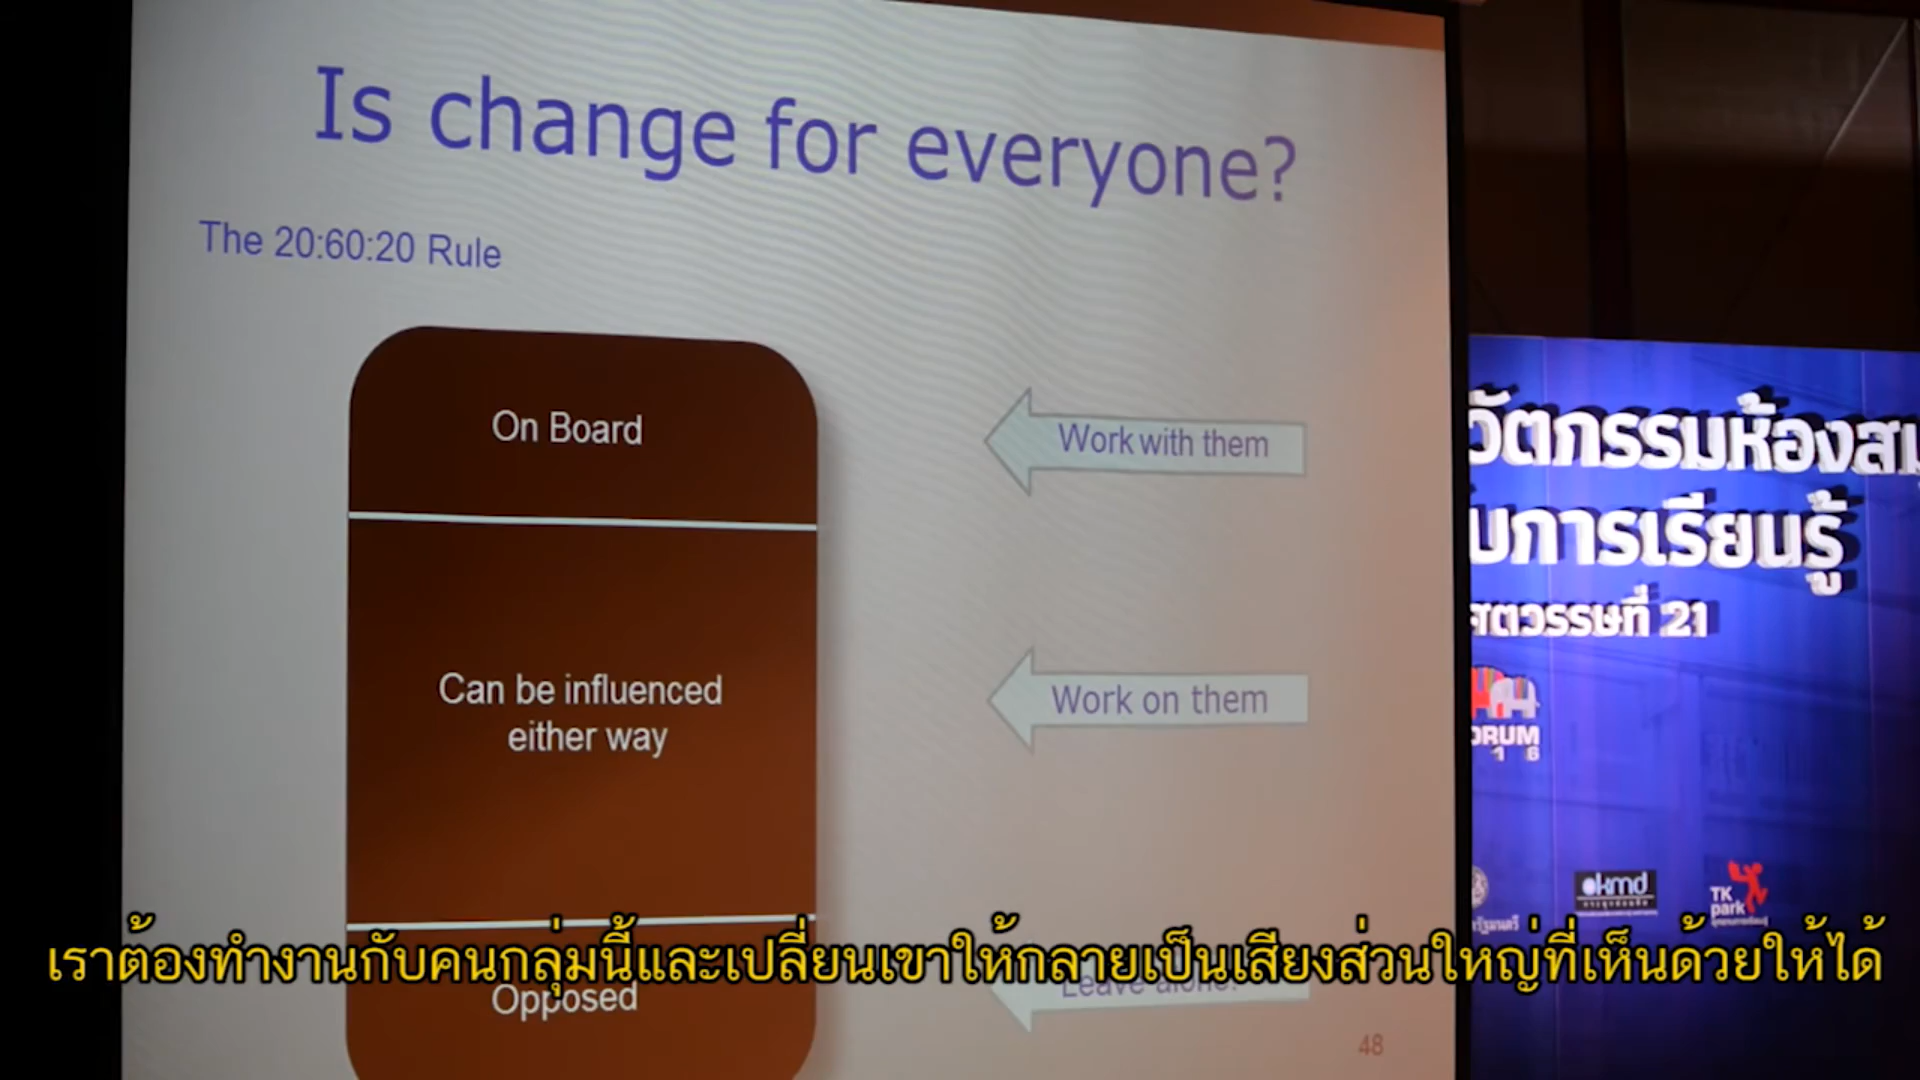 Is change for everyone?
The 20:60:20 Rule
On Board
Work with them
Can be influenced
either way
Work on them
Opposed
Leave alone!
48
วัตกรรมห้องสมุ
บการเรียนรู้
ศตวรรษที่ 21
ORUM
16
okmd
TK
park
เราต้องทำงานกับคนกลุ่มนี้และเปลี่ยนเขาให้กลายเป็นเสียงส่วนใหญ่ที่เห็นด้วยให้ได้